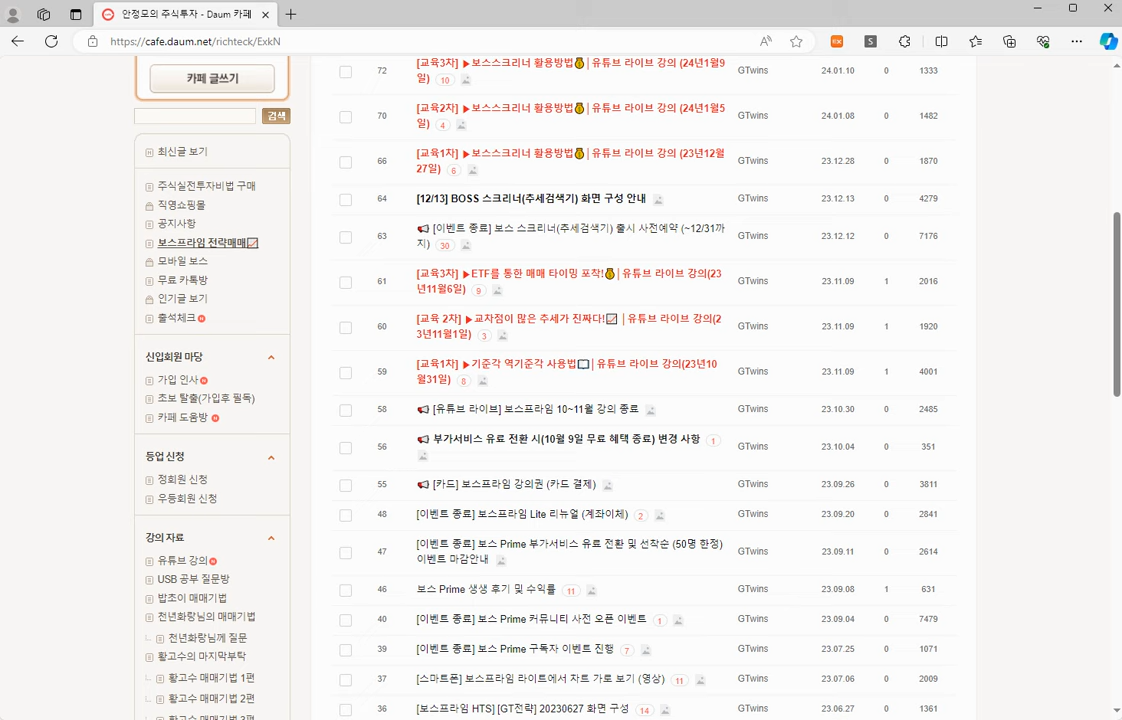 안정모의 주식투자 - Daum 카페
https://cafe.daum.net/richteck/ExkN
카페 글쓰기
검색
최신글 보기
주식실전투자비법 구매
직영쇼핑몰
공지사항
보스프라임 전략매매
모바일 보스
무료 카톡방
인기글 보기
출석체크
신입회원 마당
가입 인사
초보 탈출(가입후 필독)
카페 도움방
등업 신청
정회원 신청
우등회원 신청
강의 자료
유튜브 강의
USB 공부 질문방
밥조이 매매기법
천년화랑님의 매매기법
천년화랑님께 질문
황고수의 마지막부탁
황고수 매매기법 1편
황고수 매매기법 2편
황고수 매매기법 3편
72 [교육3차] ▶보스스크리너 활용방법💰| 유튜브 라이브 강의 (24년1월9 GTwins 24.01.10 0 1333
일) 10
70 [교육2차] ▶보스스크리너 활용방법💰| 유튜브 라이브 강의 (24년1월5 GTwins 24.01.08 0 1482
일) 4
66 [교육1차] ▶보스스크리너 활용방법💰| 유튜브 라이브 강의 (23년12월 GTwins 23.12.28 0 1870
27일) 6
64 [12/13] BOSS 스크리너(추세검색기) 화면 구성 안내 GTwins 23.12.13 0 4279
63 📢 [이벤트 종료] 보스 스크리너(추세검색기) 출시 사전예약 (~12/31까 GTwins 23.12.12 0 7176
지) 30
61 [교육3차] ▶ETF를 통한 매매 타이밍 포착!💰| 유튜브 라이브 강의(23 GTwins 23.11.09 1 2016
년11월6일) 9
60 [교육 2차] ▶교차점이 많은 추세가 진짜다!📈 | 유튜브 라이브 강의(2 GTwins 23.11.09 1 1920
3년11월1일) 3
59 [교육1차] ▶기준각 역기준각 사용법📖| 유튜브 라이브 강의(23년10 GTwins 23.11.09 1 4001
월31일) 8
58 📢 [유튜브 라이브] 보스프라임 10~11월 강의 종료 GTwins 23.10.30 0 2485
56 📢 부가서비스 유료 전환 시(10월 9일 무료 혜택 종료) 변경 사항 1 GTwins 23.10.04 0 351
55 📢 [카드] 보스프라임 강의권 (카드 결제) GTwins 23.09.26 0 3811
48 [이벤트 종료] 보스프라임 Lite 리뉴얼 (계좌이체) 2 GTwins 23.09.20 0 2841
47 [이벤트 종료] 보스 Prime 부가서비스 유료 전환 및 선착순 (50명 한정) GTwins 23.09.11 0 2614
이벤트 마감안내
46 보스 Prime 생생 후기 및 수익률 11 GTwins 23.09.08 1 631
40 [이벤트 종료] 보스 Prime 커뮤니티 사전 오픈 이벤트 1 GTwins 23.09.04 0 7479
39 [이벤트 종료] 보스 Prime 구독자 이벤트 진행 7 GTwins 23.07.25 0 1071
37 [스마트폰] 보스프라임 라이트에서 차트 가로 보기 (영상) 11 GTwins 23.07.06 0 2009
36 [보스프라임 HTS] [GT전략] 20230627 화면 구성 14 GTwins 23.06.27 0 1361